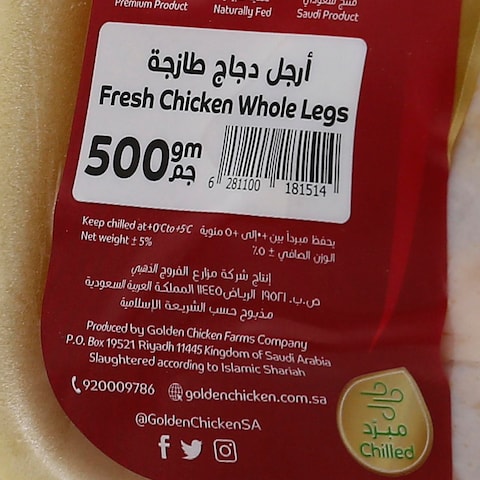 Premium Product
Naturally Fed
منتج سعودي
Saudi Product
أرجل دجاج طازجة
Fresh Chicken Whole Legs
500 gm
جم
6 281100 181514
Keep chilled at +0°C to +5°C
Net weight ± 5%
يحفظ مبرداً بين +٠ إلى +٥ مئوية
الوزن الصافي ± ٥٪
إنتاج شركة مزارع الفروج الذهبي
ص.ب. ١٩٥٢١ الرياض ١١٤٤٥ المملكة العربية السعودية
مذبوح حسب الشريعة الإسلامية
Produced by Golden Chicken Farms Company
P.O. Box 19521 Riyadh 11445 Kingdom of Saudi Arabia
Slaughtered according to Islamic Shariah
920009786 goldenchicken.com.sa
@GoldenChickenSA
حلال
مبرّد
Chilled